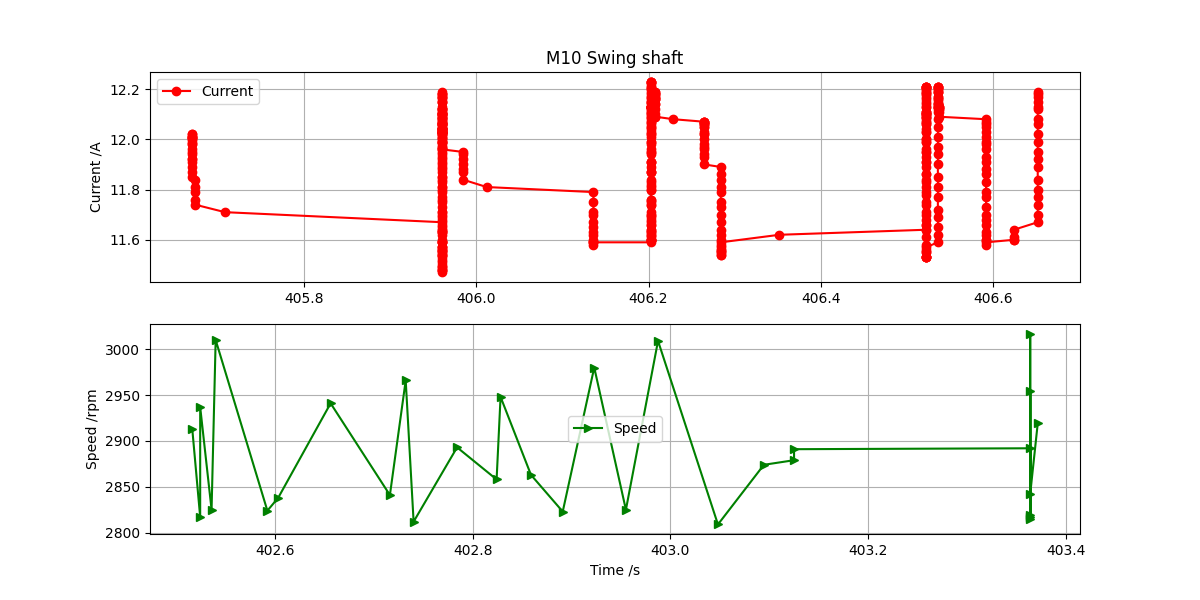 M10 Swing shaft
Current /A
12.2
12.0
11.8
11.6
Current
405.8 406.0 406.2 406.4 406.6
Speed /rpm
3000
2950
2900
2850
2800
Speed
402.6 402.8 403.0 403.2 403.4
Time /s